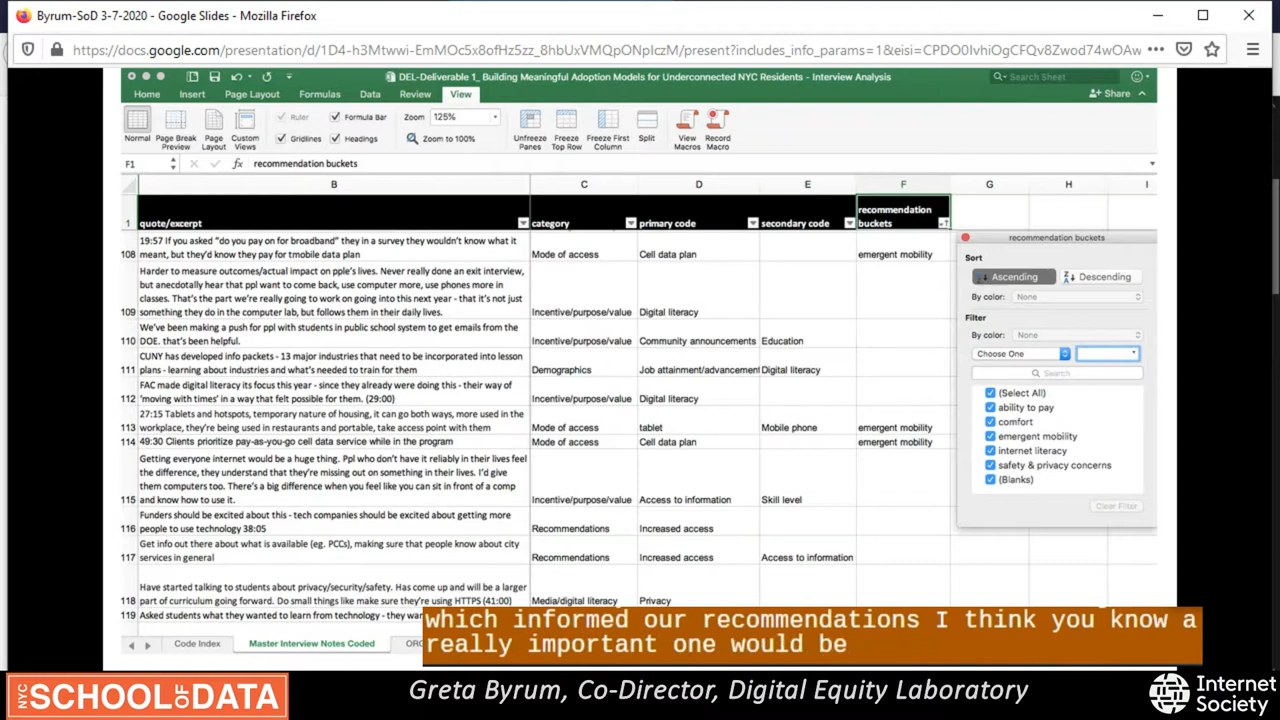 Byrum-SoD 3-7-2020 - Google Slides - Mozilla Firefox
https://docs.google.com/presentation/d/1D4-h3Mtwwi-EmMOc5x8ofHz5zz_8hbUxVMQpONpIczM/present?includes_info_params=1&eisi=CPDO0IvhiOgCFQv8Zwod74wOAw
DEL-Deliverable 1_ Building Meaningful Adoption Models for Underconnected NYC Residents - Interview Analysis
Search Sheet
Home Insert Page Layout Formulas Data Review View
Share
Normal Page Break Preview Page Layout Custom Views
Ruler Formula Bar Zoom 125%
Gridlines Headings Zoom to 100%
Unfreeze Panes Freeze Top Row Freeze First Column Split View Macros Record Macro
F1 fx recommendation buckets
B C D E F G H I
1 quote/excerpt category primary code secondary code recommendation buckets
19:57 If you asked “do you pay on for broadband” they in a survey they wouldn’t know what it
108 meant, but they’d know they pay for tmobile data plan Mode of access Cell data plan emergent mobility
Harder to measure outcomes/actual impact on pple’s lives. Never really done an exit interview,
but anecdotally hear that ppl want to come back, use computer more, use phones more in
classes. That’s the part we’re really going to work on going into this next year - that it’s not just
109 something they do in the computer lab, but follows them in their daily lives. Incentive/purpose/value Digital literacy
We’ve been making a push for ppl with students in public school system to get emails from the
110 DOE. that’s been helpful. Incentive/purpose/value Community announcements Education
CUNY has developed info packets - 13 major industries that need to be incorporated into lesson
111 plans - learning about industries and what’s needed to train for them Demographics Job attainment/advancement Digital literacy
FAC made digital literacy its focus this year - since they already were doing this - their way of
112 ‘moving with times’ in a way that felt possible for them. (29:00) Incentive/purpose/value Digital literacy
27:15 Tablets and hotspots, temporary nature of housing, it can go both ways, more used in the
113 workplace, they’re being used in restaurants and portable, take access point with them Mode of access tablet Mobile phone emergent mobility
114 49:30 Clients prioritize pay-as-you-go cell data service while in the program Mode of access Cell data plan emergent mobility
Getting everyone internet would be a huge thing. Ppl who don’t have it reliably in their lives feel
the difference, they understand that they’re missing out on something in their lives. I’d give
them computers too. There’s a big difference when you feel like you can sit in front of a comp
115 and know how to use it. Incentive/purpose/value Access to information Skill level
Funders should be excited about this - tech companies should be excited about getting more
116 people to use technology 38:05 Recommendations Increased access
Get info out there about what is available (eg. PCCs), making sure that people know about city
117 services in general Recommendations Increased access Access to information
Have started talking to students about privacy/security/safety. Has come up and will be a larger
118 part of curriculum going forward. Do small things like make sure they’re using HTTPS (41:00) Media/digital literacy Privacy
119 Asked students what they wanted to learn from technology - they
recommendation buckets
Sort
Ascending Descending
By color: None
Filter
By color: None
Choose One
Search
(Select All)
ability to pay
comfort
emergent mobility
internet literacy
safety & privacy concerns
(Blanks)
Clear Filter
Code Index Master Interview Notes Coded
which informed our recommendations I think you know a
really important one would be
NYC SCHOOL OF DATA
Greta Byrum, Co-Director, Digital Equity Laboratory
Internet Society